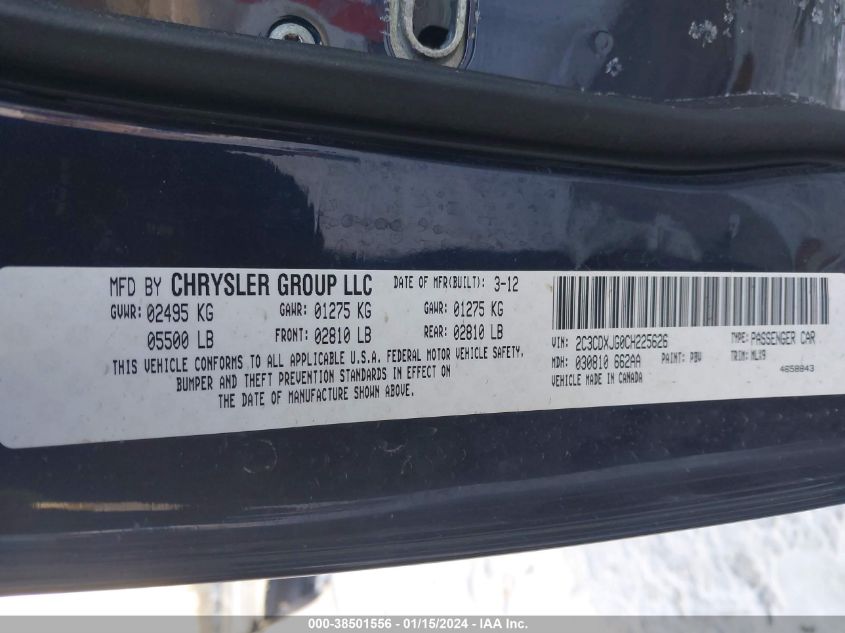 MFD BY CHRYSLER GROUP LLC DATE OF MFR(BUILT): 3-12
GVWR: 02495 KG GAWR: 01275 KG GAWR: 01275 KG
05500 LB FRONT: 02810 LB REAR: 02810 LB
THIS VEHICLE CONFORMS TO ALL APPLICABLE U.S.A. FEDERAL MOTOR VEHICLE SAFETY,
BUMPER AND THEFT PREVENTION STANDARDS IN EFFECT ON
THE DATE OF MANUFACTURE SHOWN ABOVE.
VIN: 2C3CDXJG0CH225626 TYPE: PASSENGER CAR
MDH: 030810 662AA PAINT: PBV TRIM: MLX9
VEHICLE MADE IN CANADA 4658843
000-38501556 - 01/15/2024 - IAA Inc.